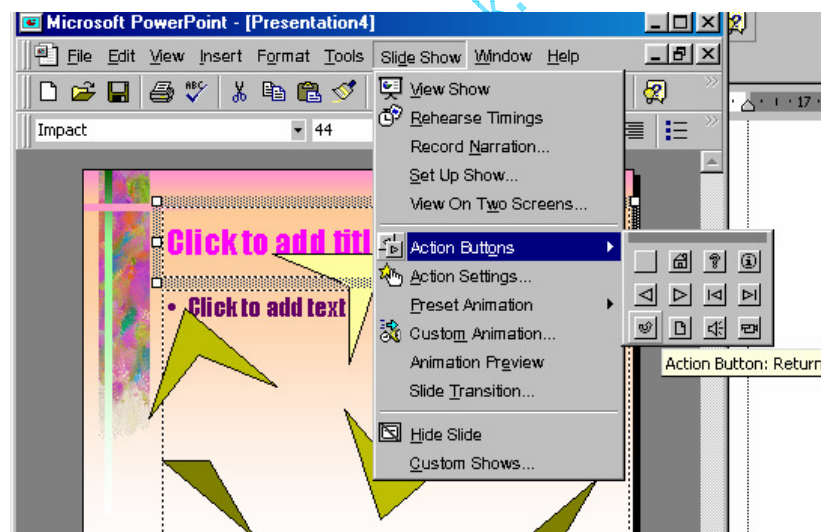 Microsoft PowerPoint - [Presentation4]
File Edit View Insert Format Tools Slide Show Window Help
ABC
Impact 44
17
View Show
Rehearse Timings
Record Narration...
Set Up Show...
View On Two Screens...
Action Buttons
Action Settings...
Preset Animation
Custom Animation...
Animation Preview
Slide Transition...
Hide Slide
Custom Shows...
Action Button: Return
Click to add titl
• Click to add text